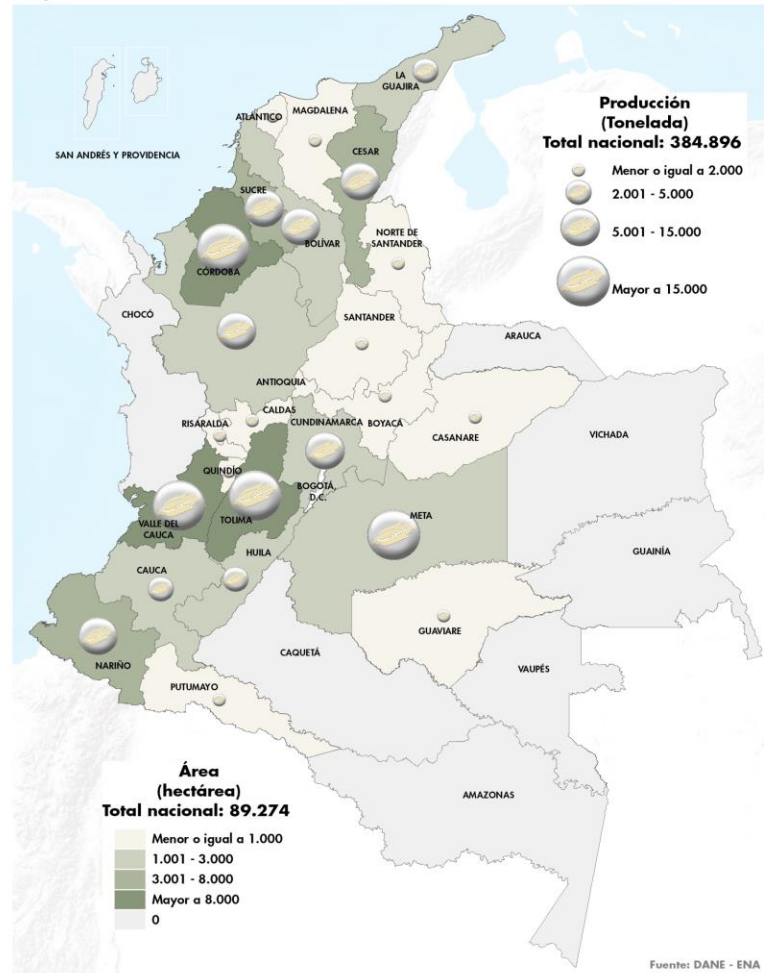 LA
GUAJIRA
ATLÁNTICO
MAGDALENA
SAN ANDRÉS Y PROVIDENCIA
CESAR
SUCRE
BOLÍVAR
NORTE DE
SANTANDER
CÓRDOBA
CHOCÓ
SANTANDER
ARAUCA
ANTIOQUIA
CALDAS
RISARALDA
CUNDINAMARCA
BOYACÁ
CASANARE
VICHADA
QUINDÍO
BOGOTÁ,
D.C.
VALLE DEL
CAUCA
TOLIMA
META
HUILA
CAUCA
GUAINÍA
NARIÑO
GUAVIARE
CAQUETÁ
VAUPÉS
PUTUMAYO
AMAZONAS
Producción
(Tonelada)
Total nacional: 384.896
Menor o igual a 2.000
2.001 - 5.000
5.001 - 15.000
Mayor a 15.000
Área
(hectárea)
Total nacional: 89.274
Menor o igual a 1.000
1.001 - 3.000
3.001 - 8.000
Mayor a 8.000
0
Fuente: DANE - ENA